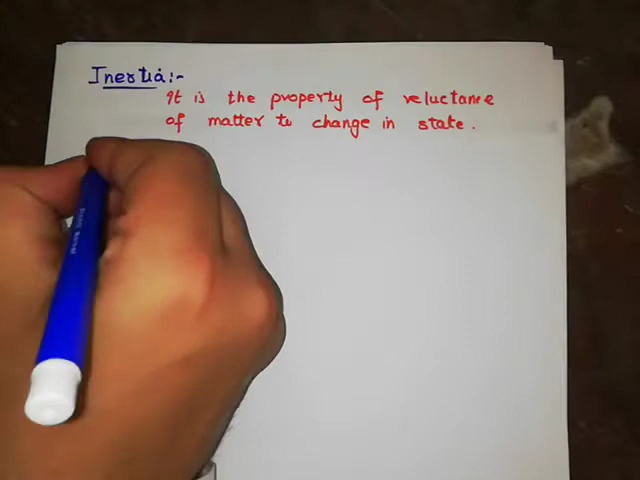 Inertia:-
It is the property of reluctance
of matter to change in state.